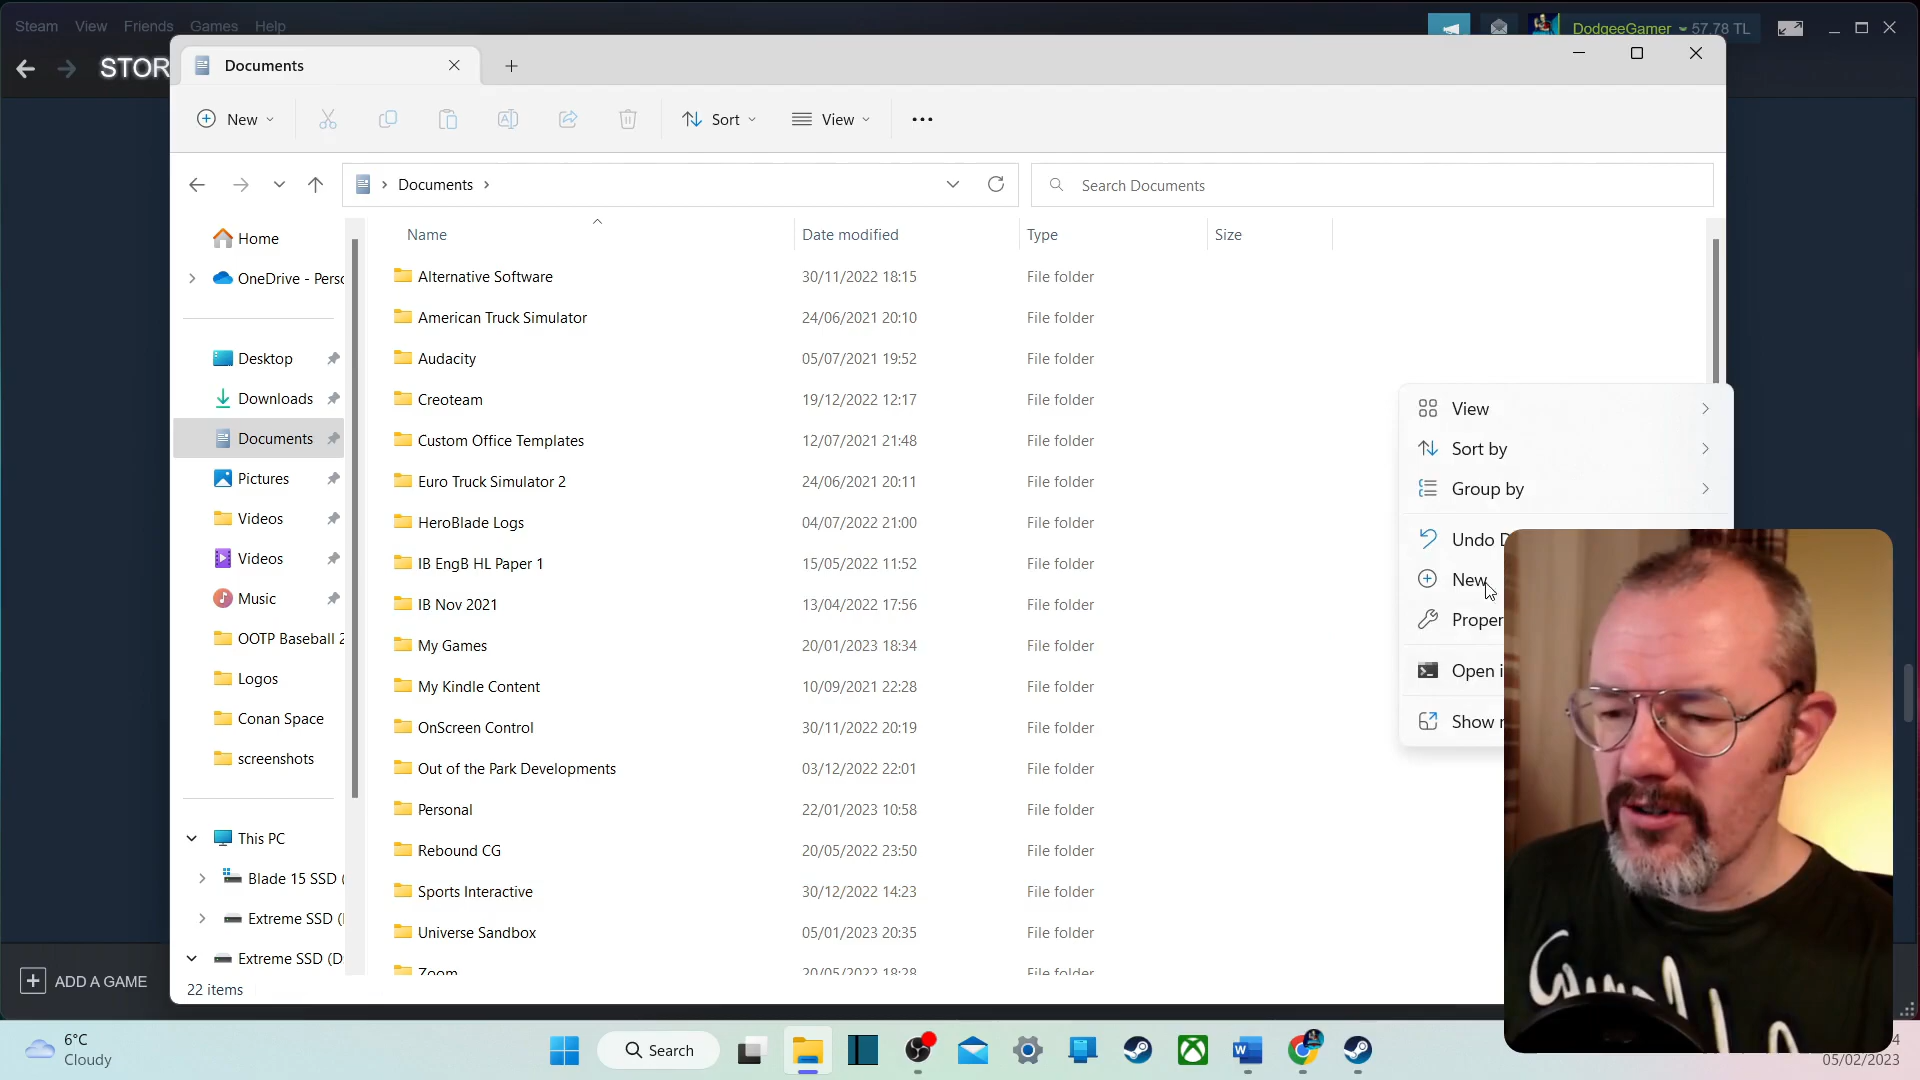 Steam View Friends Games Help
DodgeeGamer 57.78 TL
STOR
Documents
New Sort View
Documents
Search Documents
Name Date modified Type Size
Home
OneDrive - Perso
Desktop
Downloads
Documents
Pictures
Videos
Videos
Music
OOTP Baseball 2
Logos
Conan Space
screenshots
This PC
Blade 15 SSD (
Extreme SSD (
Extreme SSD (D
Alternative Software 30/11/2022 18:15 File folder
American Truck Simulator 24/06/2021 20:10 File folder
Audacity 05/07/2021 19:52 File folder
Creoteam 19/12/2022 12:17 File folder
Custom Office Templates 12/07/2021 21:48 File folder
Euro Truck Simulator 2 24/06/2021 20:11 File folder
HeroBlade Logs 04/07/2022 21:00 File folder
IB EngB HL Paper 1 15/05/2022 11:52 File folder
IB Nov 2021 13/04/2022 17:56 File folder
My Games 20/01/2023 18:34 File folder
My Kindle Content 10/09/2021 22:28 File folder
OnScreen Control 30/11/2022 20:19 File folder
Out of the Park Developments 03/12/2022 22:01 File folder
Personal 22/01/2023 10:58 File folder
Rebound CG 20/05/2022 23:50 File folder
Sports Interactive 30/12/2022 14:23 File folder
Universe Sandbox 05/01/2023 20:35 File folder
Zoom 20/05/2022 18:28 File folder
View
Sort by
Group by
Undo D
New
Proper
Open i
Show
22 items
ADD A GAME
6°C
Cloudy
Search
4
05/02/2023